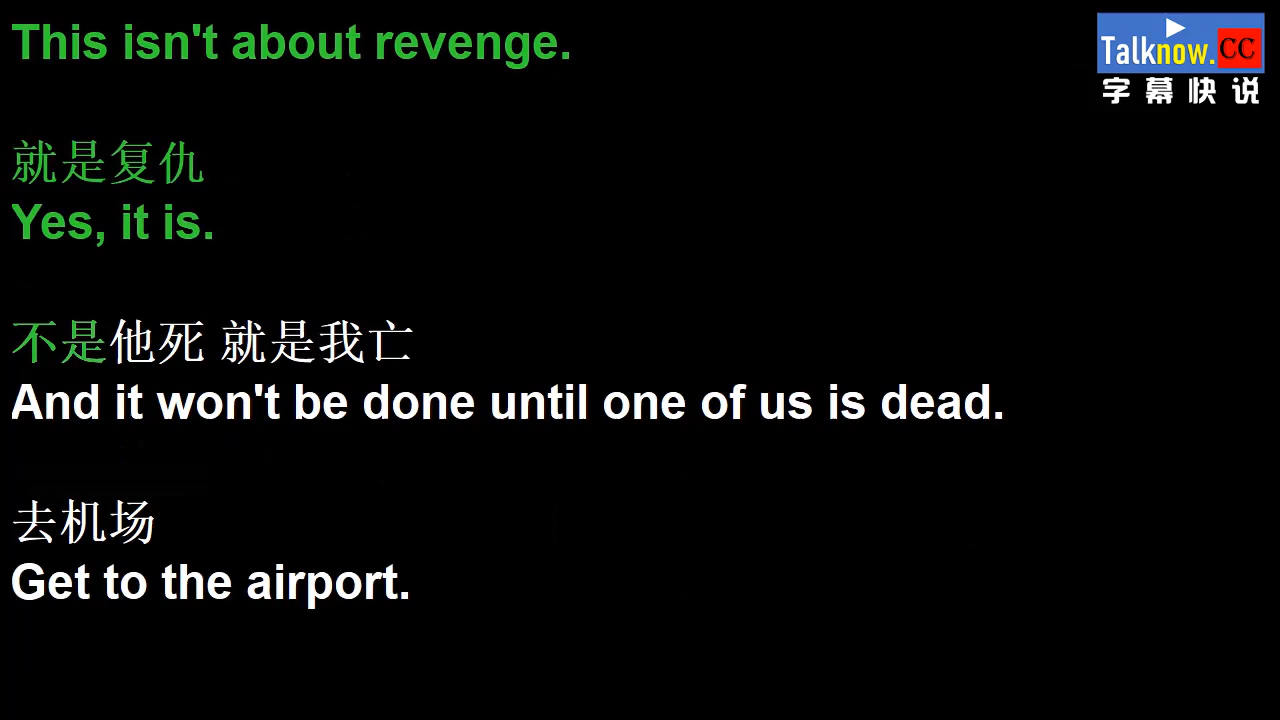 This isn't about revenge.
Talknow.CC
字幕快说
就是复仇
Yes, it is.
不是他死 就是我亡
And it won't be done until one of us is dead.
去机场
Get to the airport.